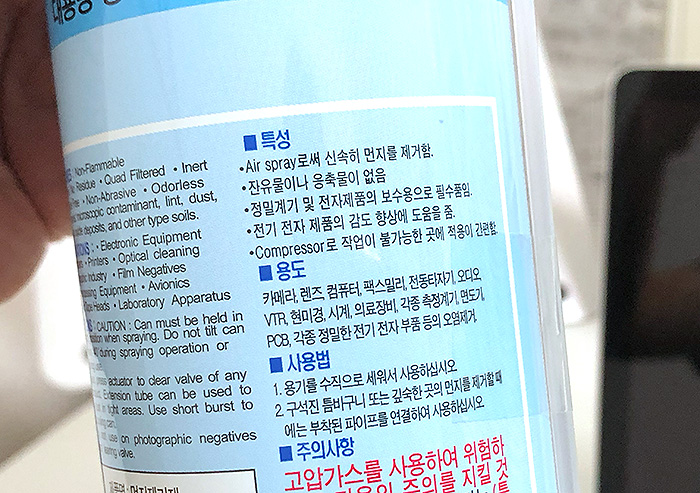 대용량
Non-Flammable
Residue • Quad Filtered • Inert
• Non-Abrasive • Odorless
microscopic contaminant, lint, dust,
deposits, and other type soils.
• Electronic Equipment
• Printers • Optical cleaning
Industry • Film Negatives
Equipment • Avionics
Heads • Laboratory Apparatus
CAUTION : Can must be held in
when spraying. Do not tilt can
during spraying operation or
actuator to clear valve of any
Extension tube can be used to
in tight areas. Use short burst to
can.
use on photographic negatives
valve.
■ 특성
•Air spray로써 신속히 먼지를 제거함.
•잔유물이나 응축물이 없음
•정밀계기 및 전자제품의 보수용으로 필수품임.
•전기 전자 제품의 감도 향상에 도움을 줌.
•Compressor로 작업이 불가능한 곳에 적용이 간편함.
■ 용도
카메라, 렌즈, 컴퓨터, 팩스밀리, 전동타자기, 오디오
VTR, 현미경, 시계, 의료장비, 각종 측정계기, 면도기,
PCB, 각종 정밀한 전기 전자 부품 등의 오염제거.
■ 사용법
1. 용기를 수직으로 세워서 사용하십시오
2. 구석진 틈바구니 또는 깊숙한 곳의 먼지를 제거할 때
에는 부착된 파이프를 연결하여 사용하십시오
■ 주의사항
고압가스를 사용하여 위험하
주의를 지킬 것